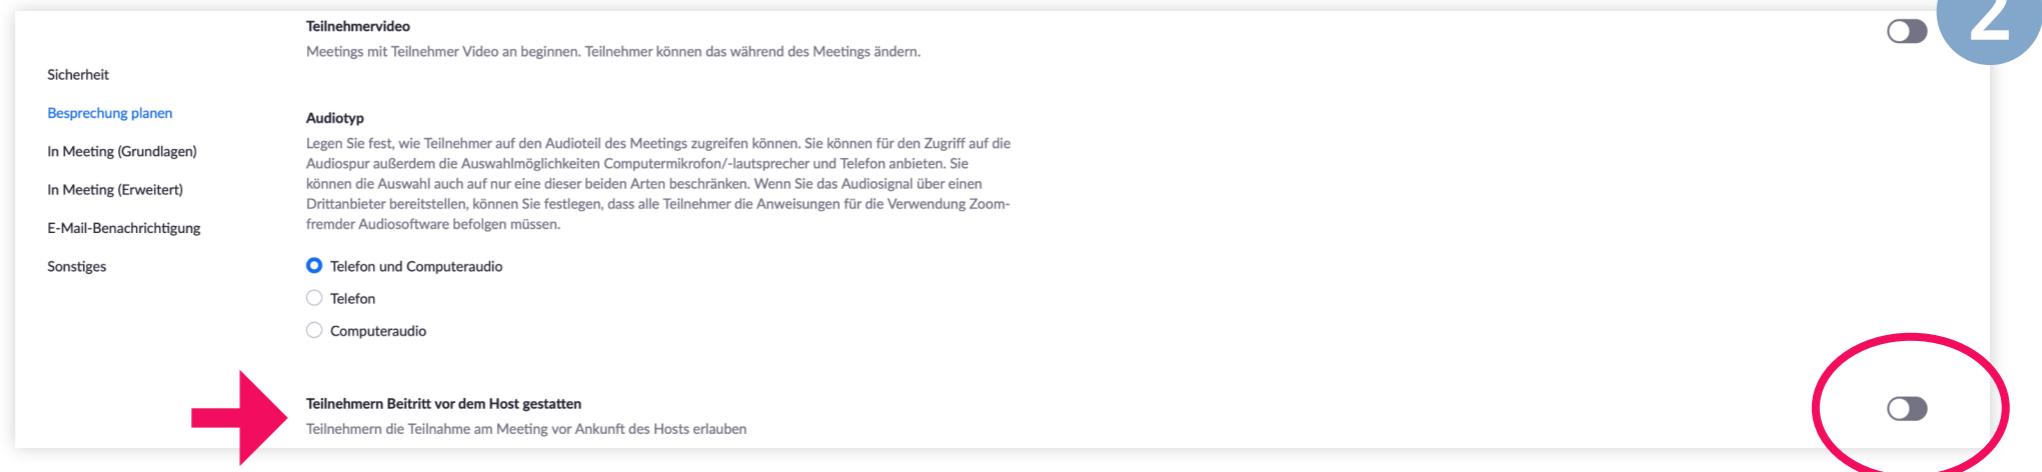 2
Teilnehmervideo
Meetings mit Teilnehmer Video an beginnen. Teilnehmer können das während des Meetings ändern.
Sicherheit
Besprechung planen
In Meeting (Grundlagen)
In Meeting (Erweitert)
E-Mail-Benachrichtigung
Sonstiges
Audiotyp
Legen Sie fest, wie Teilnehmer auf den Audioteil des Meetings zugreifen können. Sie können für den Zugriff auf die
Audiospur außerdem die Auswahlmöglichkeiten Computermikrofon/-lautsprecher und Telefon anbieten. Sie
können die Auswahl auch auf nur eine dieser beiden Arten beschränken. Wenn Sie das Audiosignal über einen
Drittanbieter bereitstellen, können Sie festlegen, dass alle Teilnehmer die Anweisungen für die Verwendung Zoom-
fremder Audiosoftware befolgen müssen.
Telefon und Computeraudio
Telefon
Computeraudio
Teilnehmern Beitritt vor dem Host gestatten
Teilnehmern die Teilnahme am Meeting vor Ankunft des Hosts erlauben